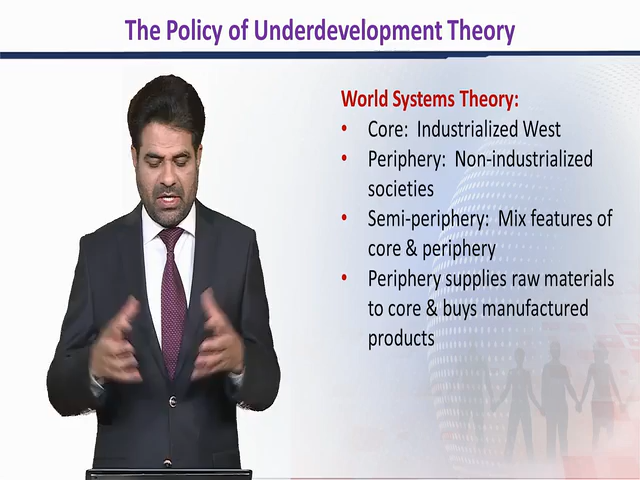 The Policy of Underdevelopment Theory
World Systems Theory:
• Core:  Industrialized West
• Periphery:  Non-industrialized
societies
• Semi-periphery:  Mix features of
core & periphery
• Periphery supplies raw materials
to core & buys manufactured
products